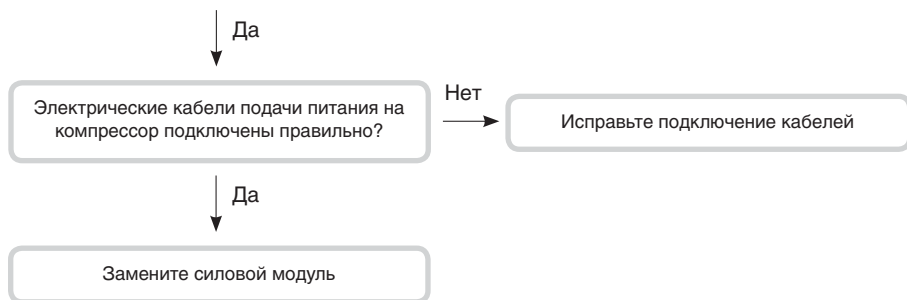 Да
Электрические кабели подачи питания на
компрессор подключены правильно?
Нет
Исправьте подключение кабелей
Да
Замените силовой модуль